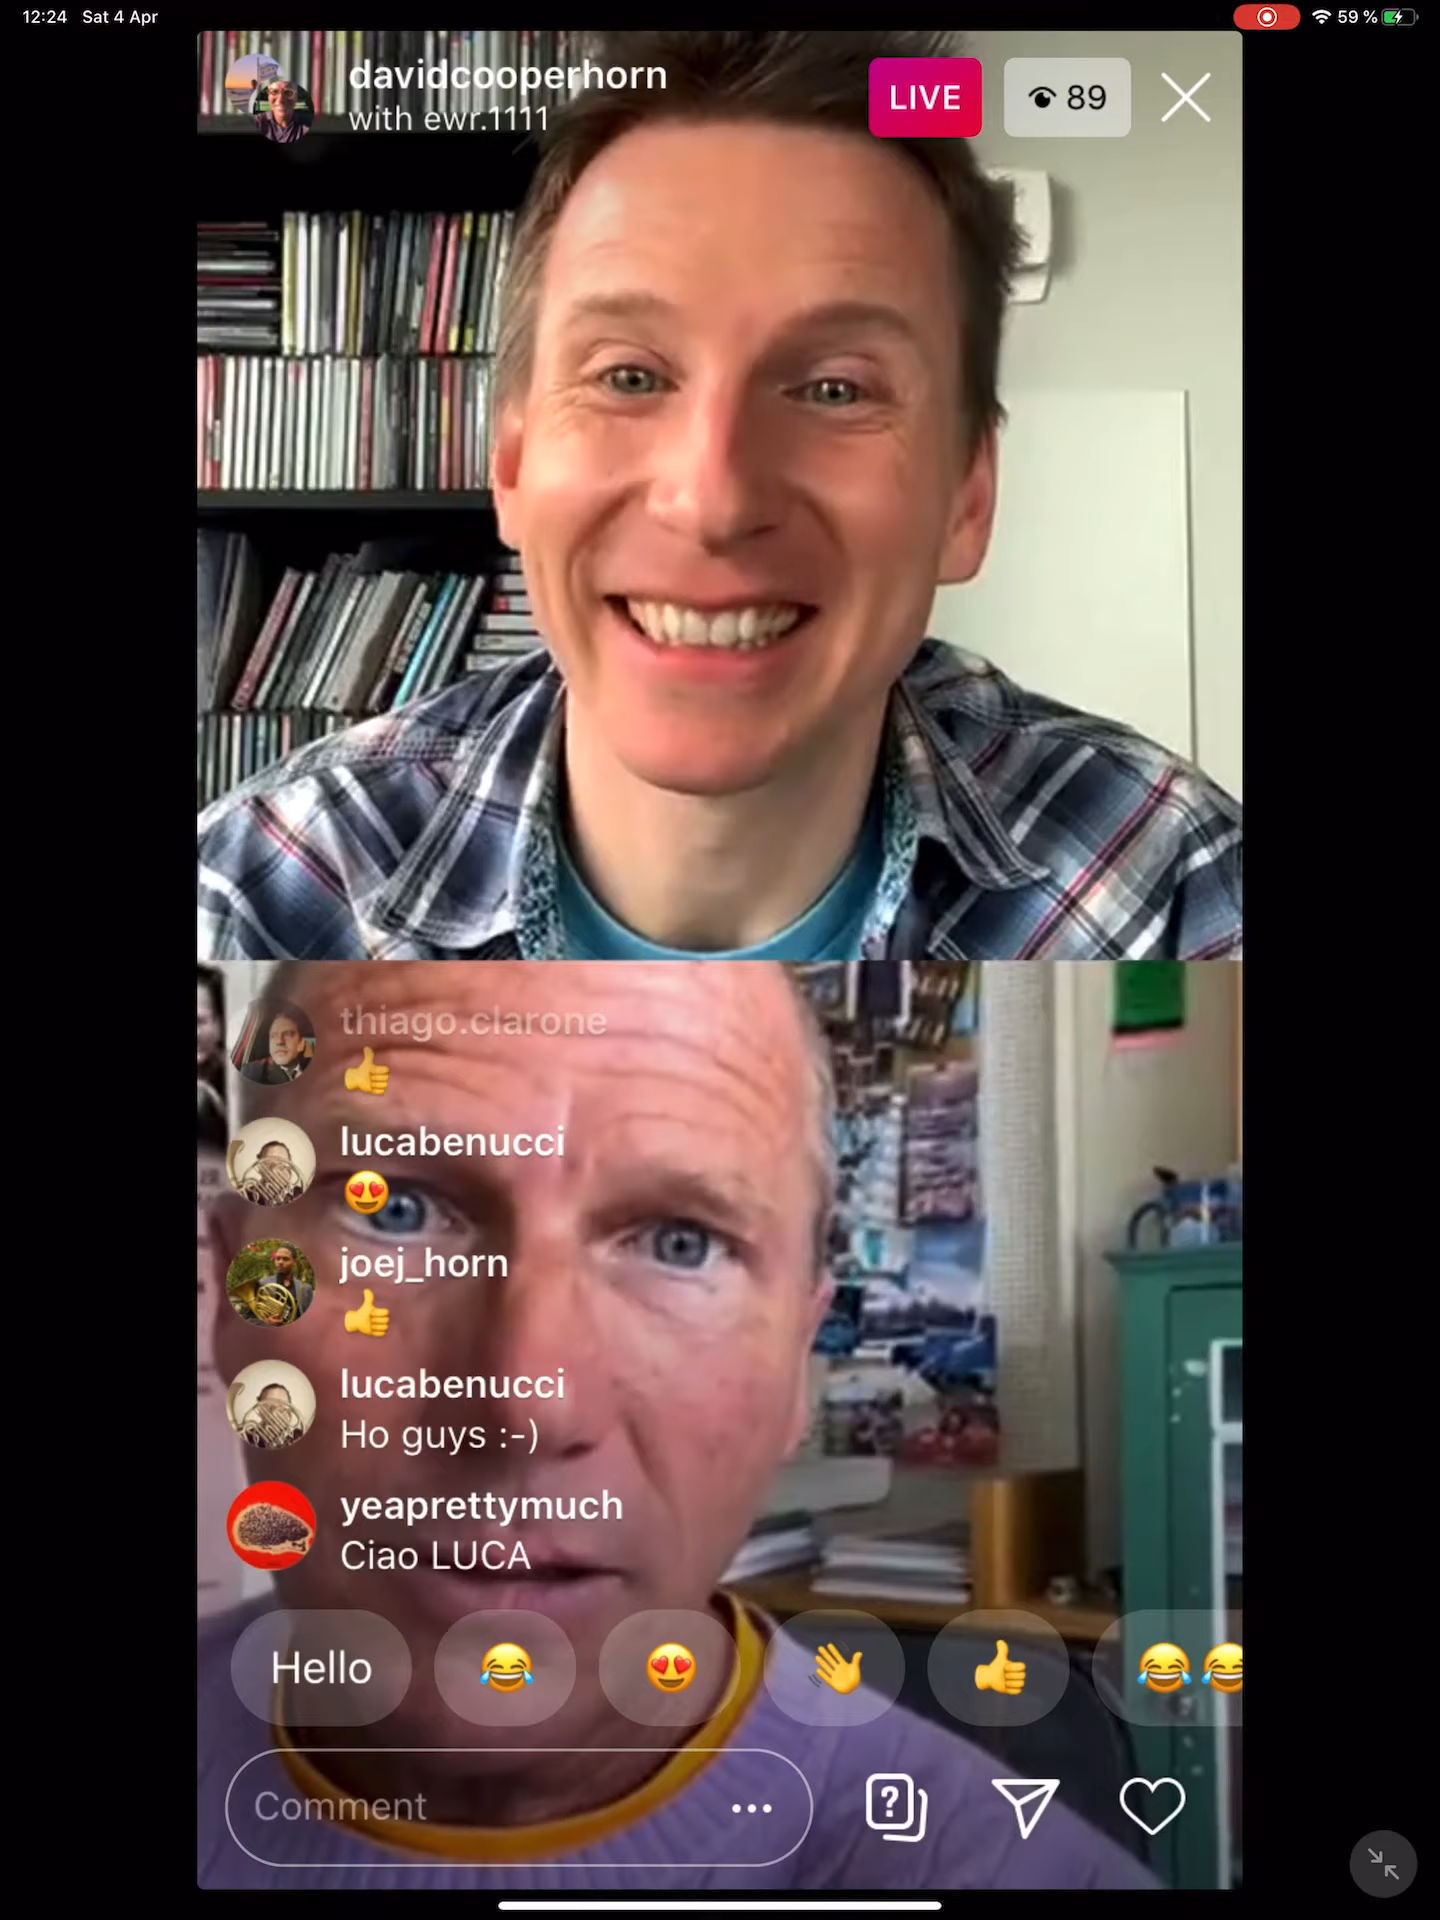 12:24 Sat 4 Apr
59 %
davidcooperhorn
with ewr.1111
LIVE
89
thiago.clarone
lucabenucci
joej_horn
lucabenucci
Ho guys :-)
yeaprettymuch
Ciao LUCA
Hello
Comment